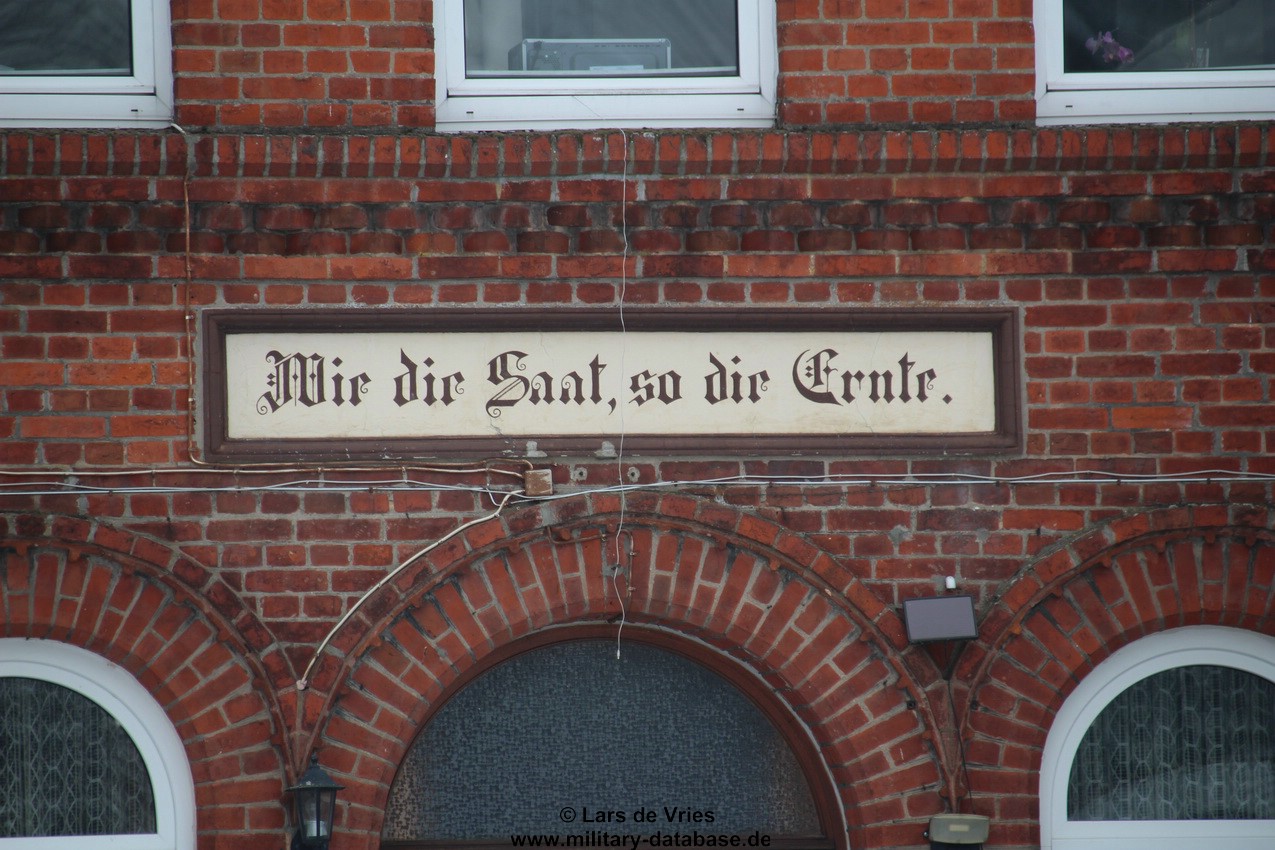 Wie die Saat, so die Ernte.
© Lars de Vries
www.military-database.de